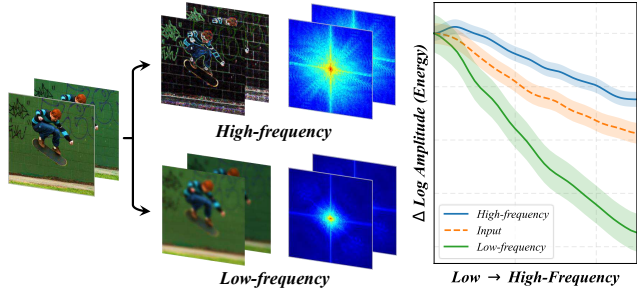 High-frequency
Low-frequency
Δ Log Amplitude (Energy)
High-frequency
Input
Low-frequency
Low → High-Frequency